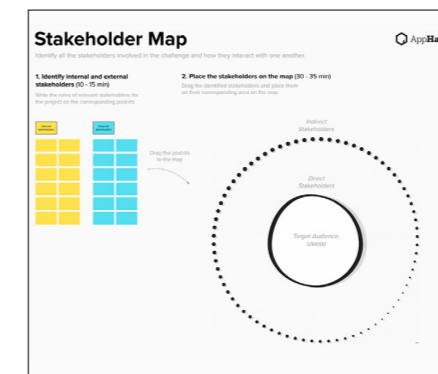 Stakeholder Map
AppHa
Identify all the stakeholders involved in the challenge and how they interact with one another
1. Identify internal and external
stakeholders (10 - 15 min)
Write the roles of relevant stakeholders for
the project on the corresponding postits
2. Place the stakeholders on the map (30 - 35 min)
Drag the identified stakeholders and place them
on their corresponding area on the map.
Drag the postits
to the map
Indirect
Stakeholders
Direct
Stakeholders
Target Audience,
User(s)